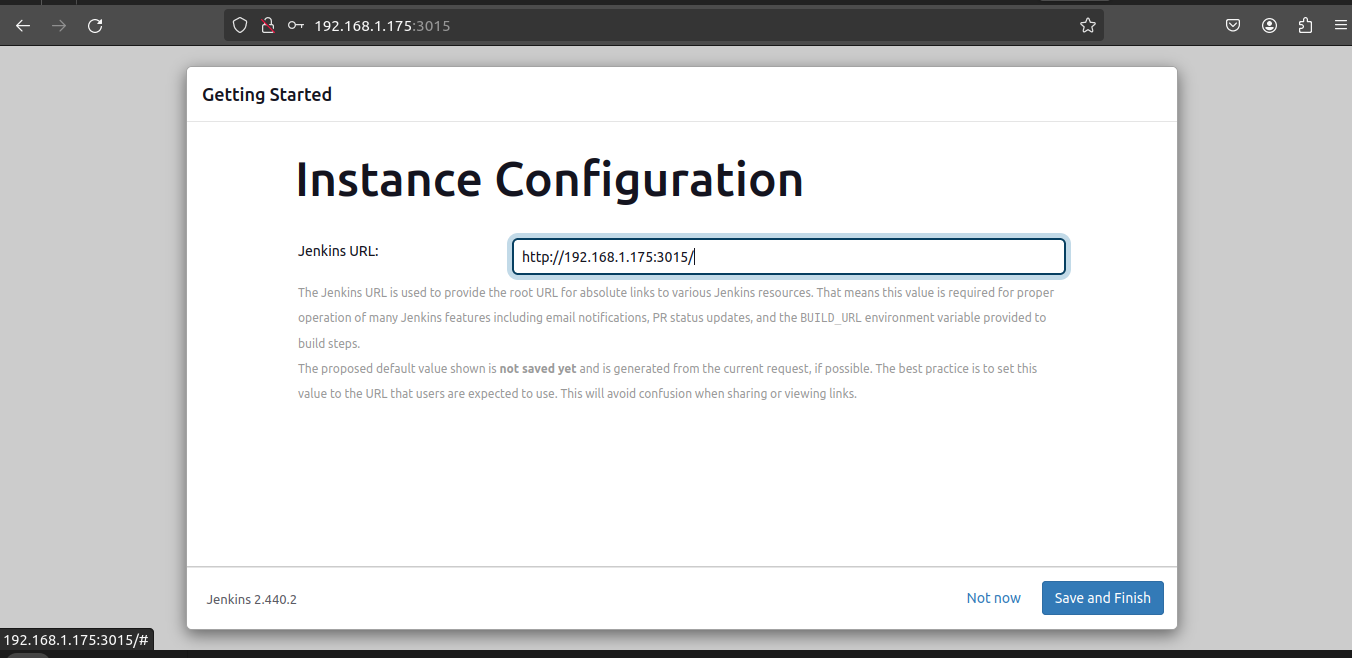 192.168.1.175:3015
Getting Started
Instance Configuration
Jenkins URL:
http://192.168.1.175:3015/
The Jenkins URL is used to provide the root URL for absolute links to various Jenkins resources. That means this value is required for proper
operation of many Jenkins features including email notifications, PR status updates, and the BUILD_URL environment variable provided to
build steps.
The proposed default value shown is not saved yet and is generated from the current request, if possible. The best practice is to set this
value to the URL that users are expected to use. This will avoid confusion when sharing or viewing links.
Jenkins 2.440.2
Not now
Save and Finish
192.168.1.175:3015/#